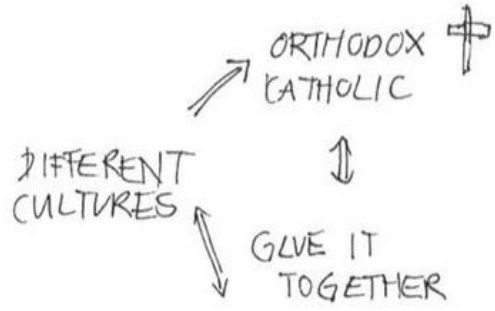 ORTHODOX
CATHOLIC
DIFFERENT
CULTURES
GLUE IT
TOGETHER